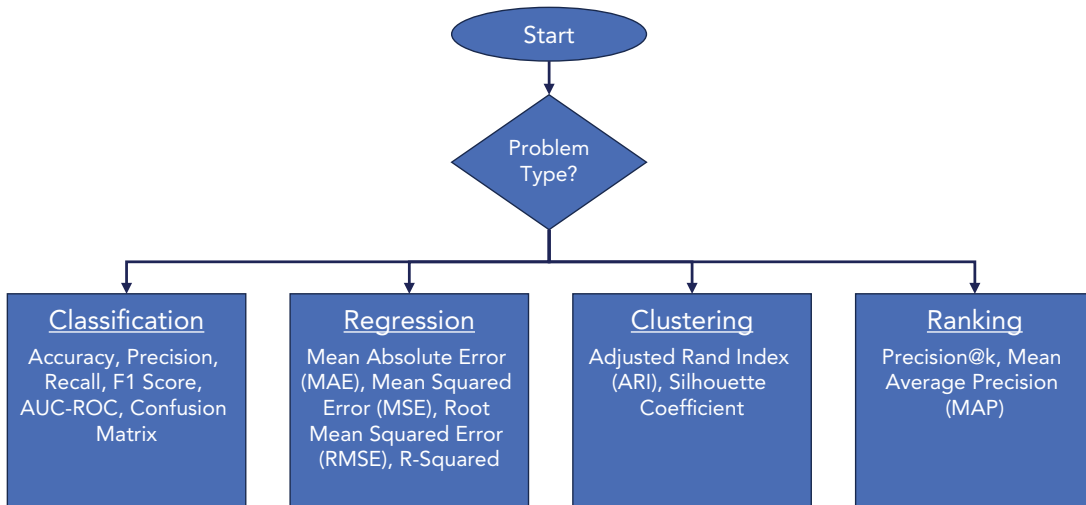 Start
Problem
Type?
Classification
Accuracy, Precision,
Recall, F1 Score,
AUC-ROC, Confusion
Matrix
Regression
Mean Absolute Error
(MAE), Mean Squared
Error (MSE), Root
Mean Squared Error
(RMSE), R-Squared
Clustering
Adjusted Rand Index
(ARI), Silhouette
Coefficient
Ranking
Precision@k, Mean
Average Precision
(MAP)